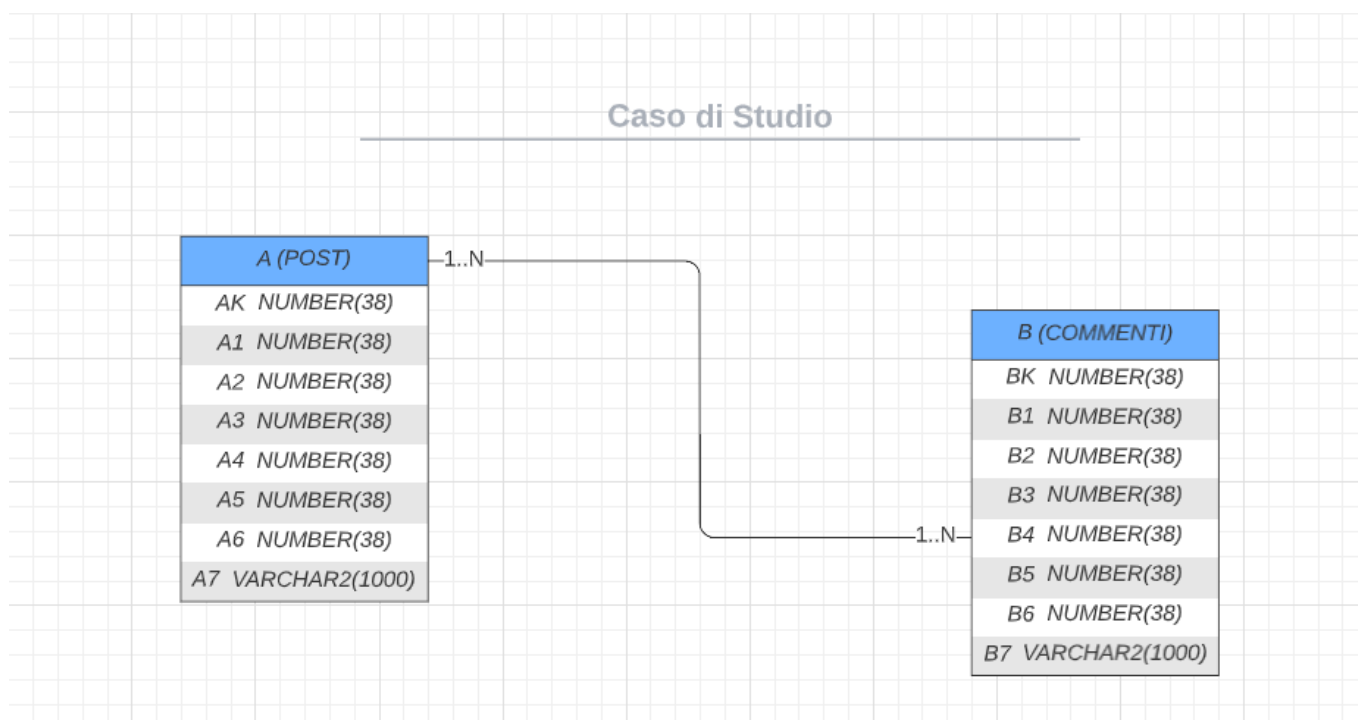 Caso di Studio
A (POST)
1..N
AK NUMBER(38)
A1 NUMBER(38)
A2 NUMBER(38)
A3 NUMBER(38)
A4 NUMBER(38)
A5 NUMBER(38)
A6 NUMBER(38)
A7 VARCHAR2(1000)
1..N
B (COMMENTI)
BK NUMBER(38)
B1 NUMBER(38)
B2 NUMBER(38)
B3 NUMBER(38)
B4 NUMBER(38)
B5 NUMBER(38)
B6 NUMBER(38)
B7 VARCHAR2(1000)